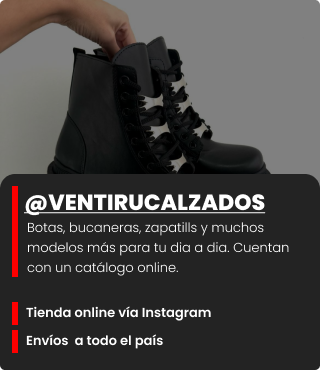 @VENTIRUCALZADOS
Botas, bucaneras, zapatills y muchos
modelos más para tu dia a dia. Cuentan
con un catálogo online.
Tienda online vía Instagram
Envíos a todo el país